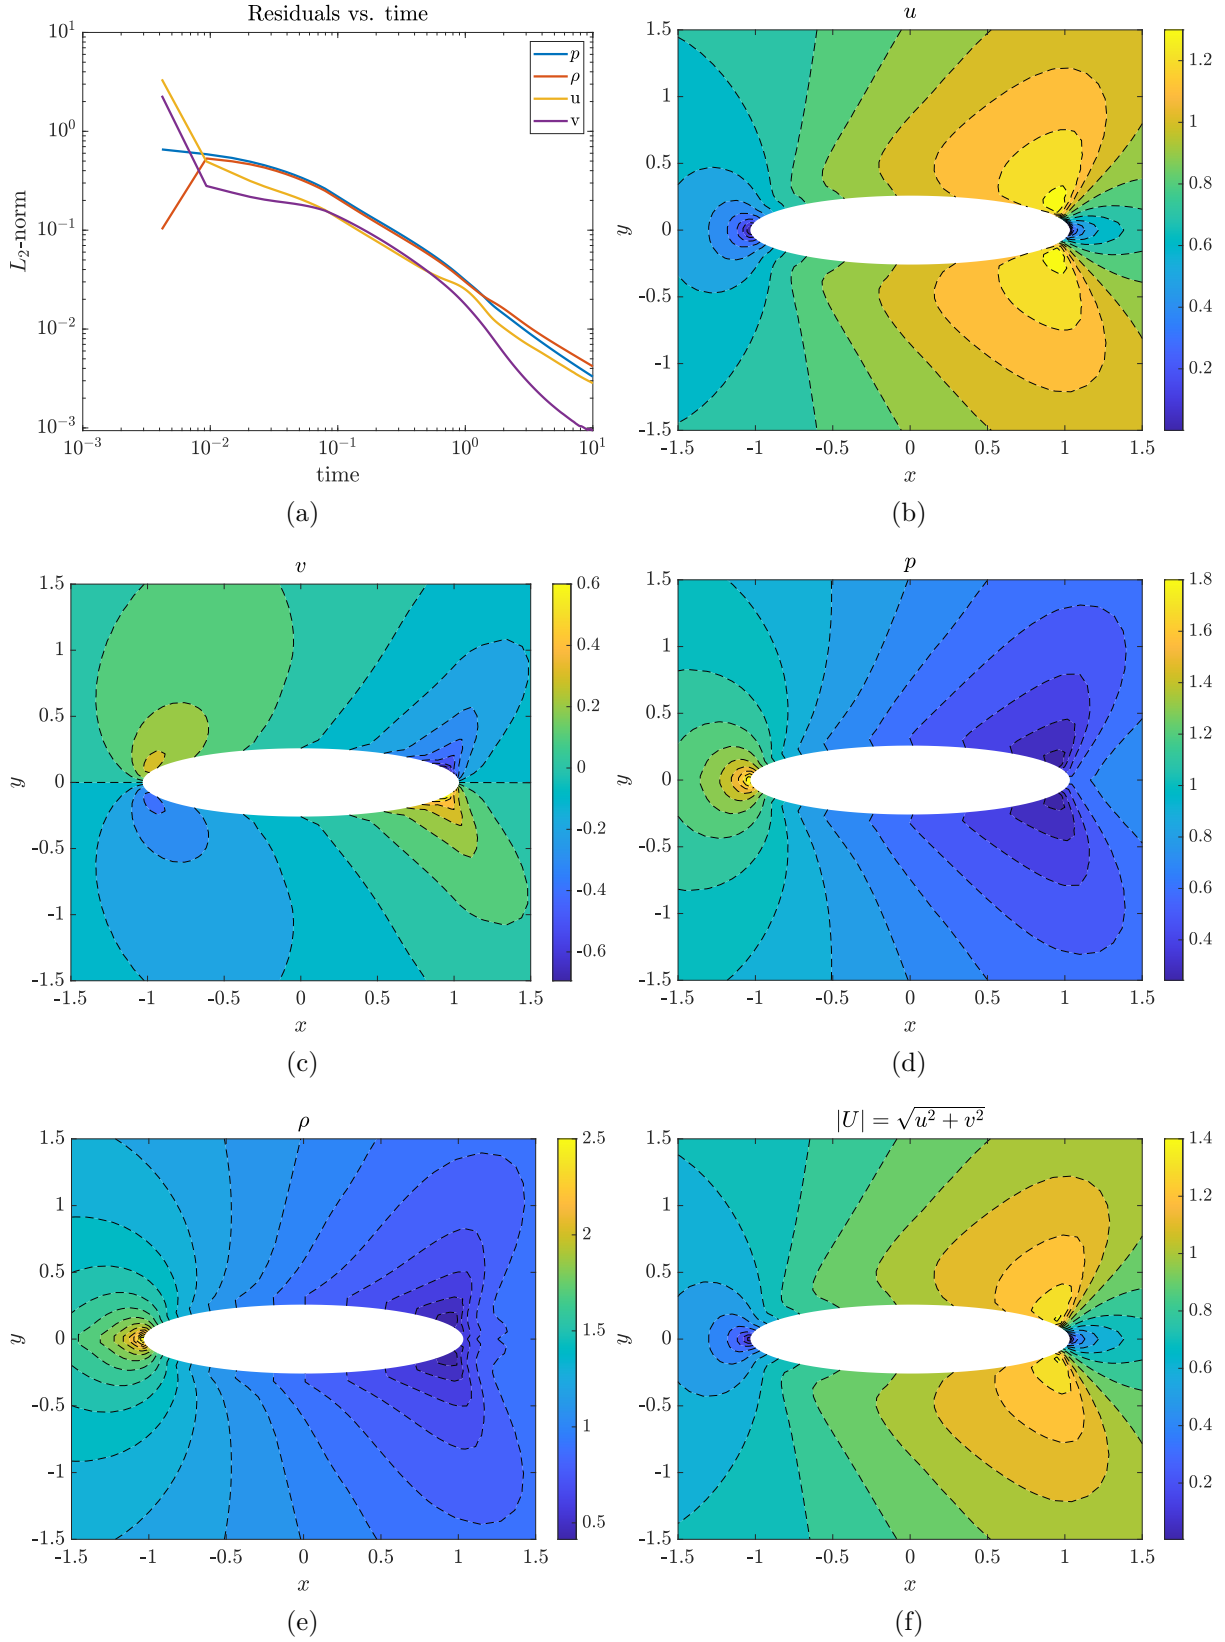 Residuals vs. time
10^1
10^0
10^{-1}
10^{-2}
10^{-3}
L_2-norm
p
ρ
u
v
10^{-3} 10^{-2} 10^{-1} 10^0 10^1
time
(a)
u
1.5
1
0.5
0
-0.5
-1
-1.5
y
-1.5 -1 -0.5 0 0.5 1 1.5
x
1.2
1
0.8
0.6
0.4
0.2
(b)
v
1.5
1
0.5
0
-0.5
-1
-1.5
y
-1.5 -1 -0.5 0 0.5 1 1.5
x
0.6
0.4
0.2
0
-0.2
-0.4
-0.6
(c)
p
1.5
1
0.5
0
-0.5
-1
-1.5
y
-1.5 -1 -0.5 0 0.5 1 1.5
x
1.8
1.6
1.4
1.2
1
0.8
0.6
0.4
(d)
ρ
1.5
1
0.5
0
-0.5
-1
-1.5
y
-1.5 -1 -0.5 0 0.5 1 1.5
x
2.5
2
1.5
1
0.5
(e)
|U| = √(u² + v²)
1.5
1
0.5
0
-0.5
-1
-1.5
y
-1.5 -1 -0.5 0 0.5 1 1.5
x
1.4
1.2
1
0.8
0.6
0.4
0.2
(f)